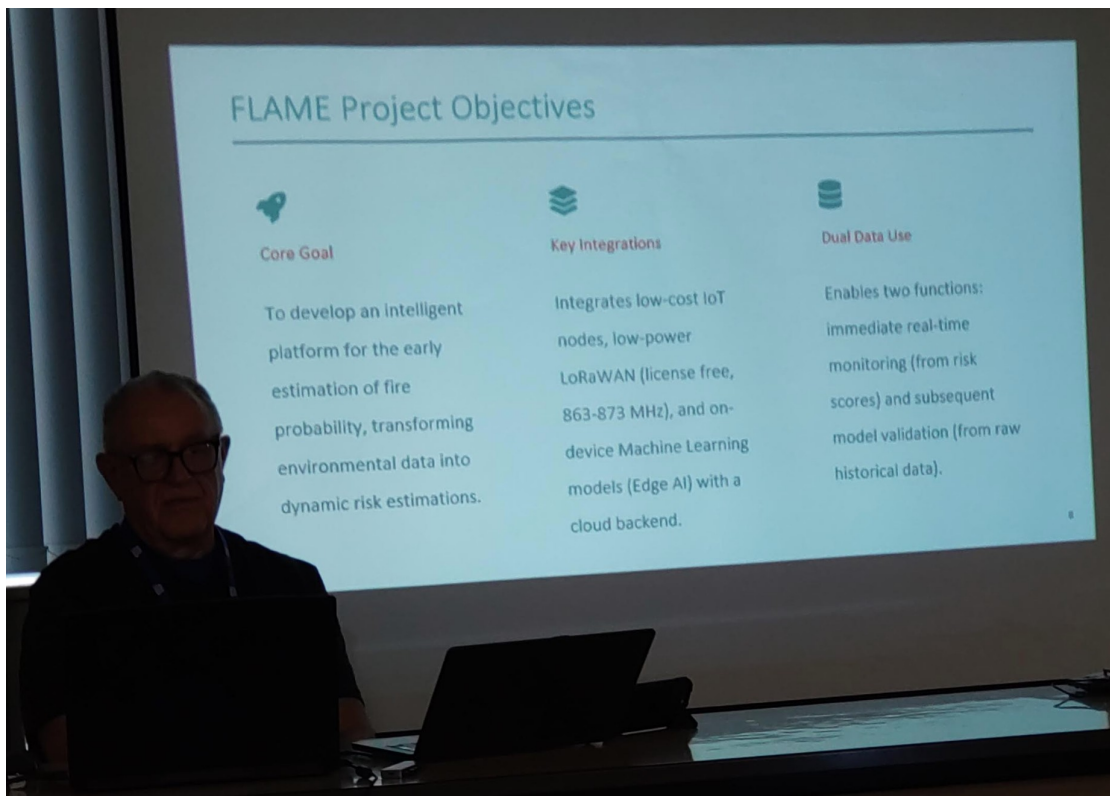 FLAME Project Objectives
Core Goal
To develop an intelligent
platform for the early
estimation of fire
probability, transforming
environmental data into
dynamic risk estimations.
Key Integrations
Integrates low-cost IoT
nodes, low-power
LoRaWAN (license free,
863-873 MHz), and on-
device Machine Learning
models (Edge AI) with a
cloud backend.
Dual Data Use
Enables two functions:
immediate real-time
monitoring (from risk
scores) and subsequent
model validation (from raw
historical data).
8